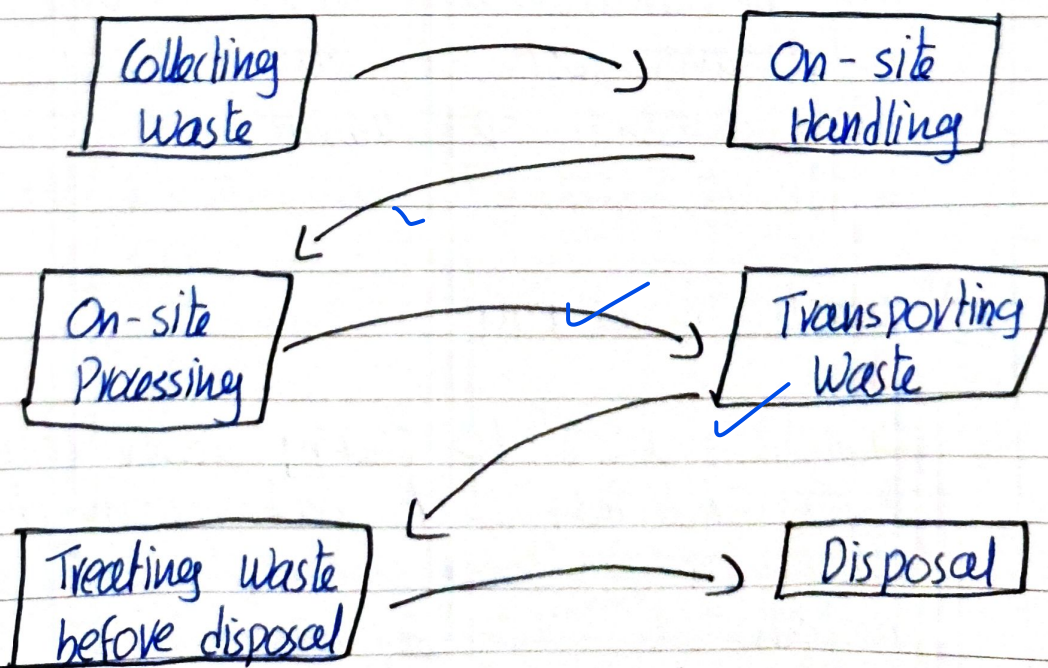 Collecting
Waste
On-site
Handling
On-site
Processing
Transporting
Waste
Treating Waste
before disposal
Disposal